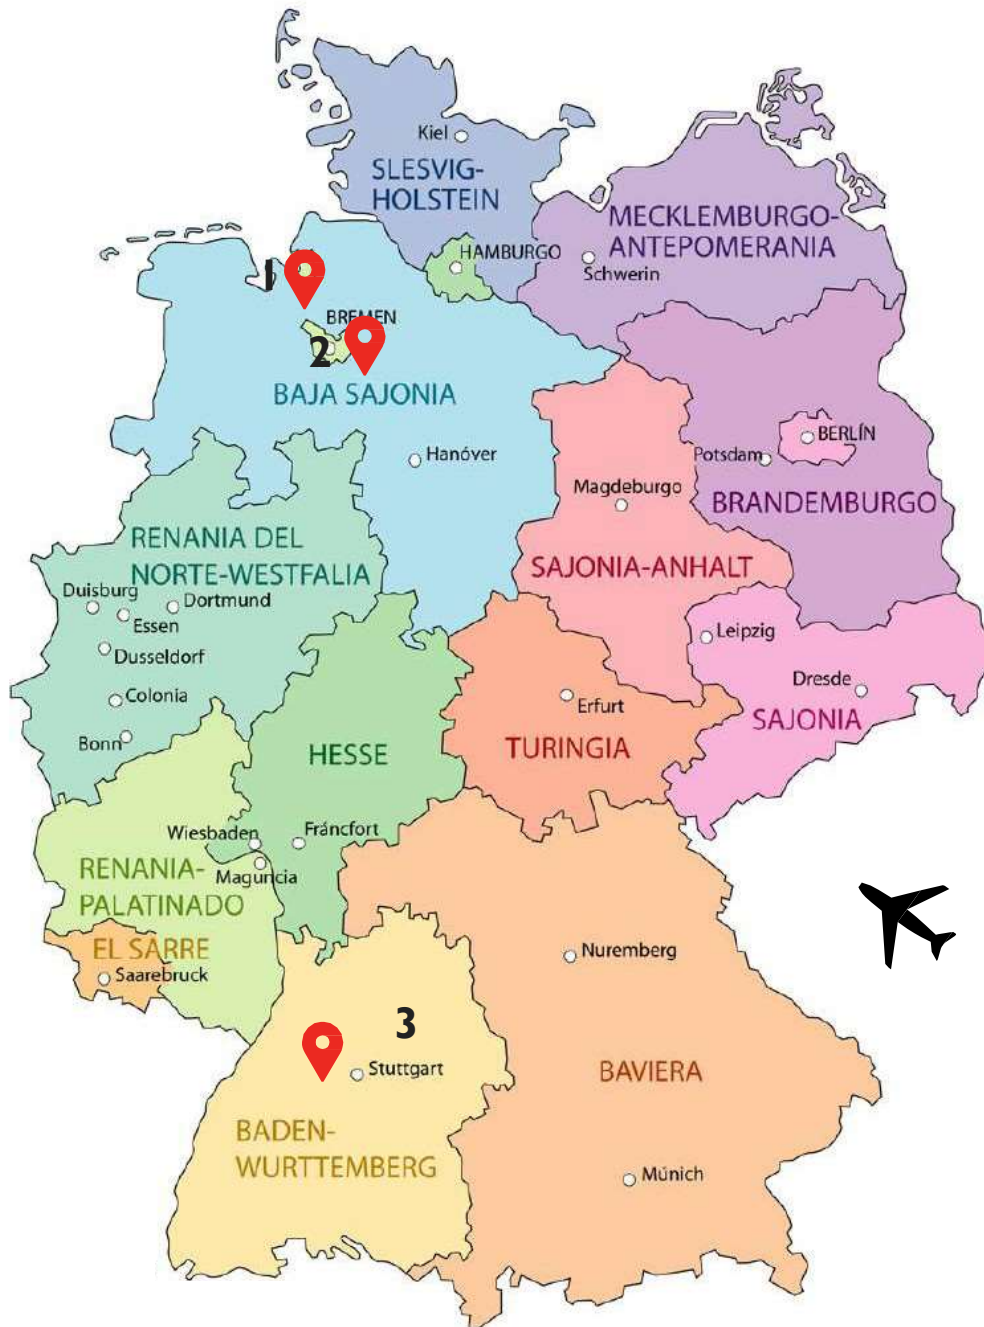 Kiel
SLESVIG-
HOLSTEIN
MECKLEMBURGO-
ANTEPOMERANIA
HAMBURGO
Schwerin
1
BREMEN
2
BAJA SAJONIA
Hanóver
BERLÍN
Potsdam
Magdeburgo
BRANDEMBURGO
RENANIA DEL
NORTE-WESTFALIA
SAJONIA-ANHALT
Duisburg
Dortmund
Essen
Dusseldorf
Leipzig
Colonia
Dresde
Erfurt
SAJONIA
Bonn
HESSE
TURINGIA
Wiesbaden
Fráncfort
Maguncia
RENANIA-
PALATINADO
EL SARRE
Saarebruck
Nuremberg
3
Stuttgart
BAVIERA
BADEN-
WURTTEMBERG
Múnich